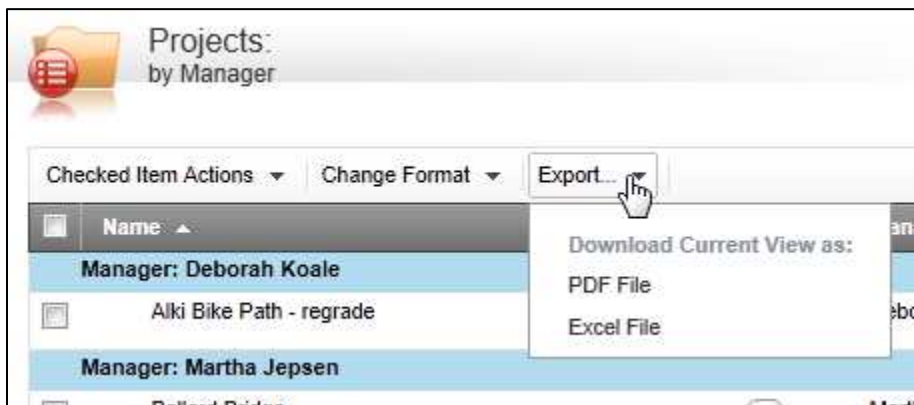 Projects:
by Manager
Checked Item Actions Change Format Export...
Name
Download Current View as:
PDF File
Excel File
Manager: Deborah Koale
Alki Bike Path - regrade
Manager: Martha Jepsen